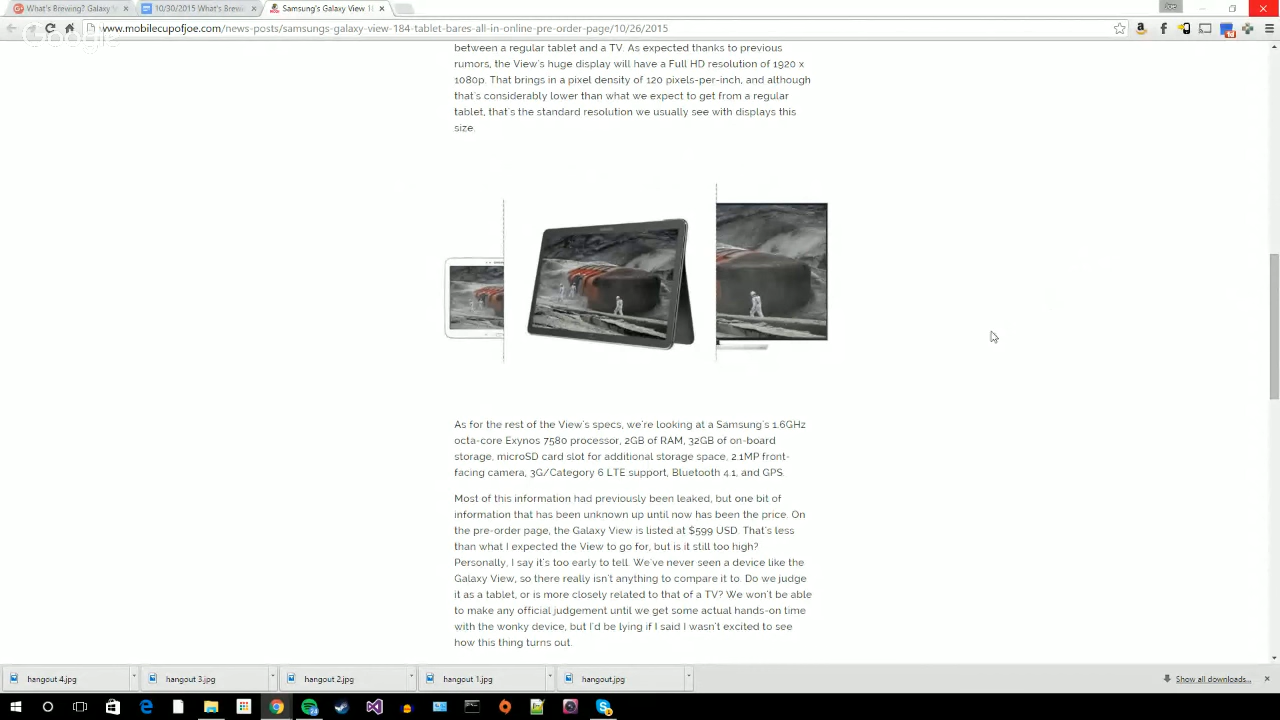 What's Brewing? Galaxy
10/30/2015 What's Brewi
Samsung's Galaxy View 18
www.mobilecupofjoe.com/news-posts/samsungs-galaxy-view-184-tablet-bares-all-in-online-pre-order-page/10/26/2015
Google
between a regular tablet and a TV. As expected thanks to previous
rumors, the View's huge display will have a Full HD resolution of 1920 x
1080p. That brings in a pixel density of 120 pixels-per-inch, and although
that's considerably lower than what we expect to get from a regular
tablet, that's the standard resolution we usually see with displays this
size.
As for the rest of the View's specs, we're looking at a Samsung's 1.6GHz
octa-core Exynos 7580 processor, 2GB of RAM, 32GB of on-board
storage, microSD card slot for additional storage space, 2.1MP front-
facing camera, 3G/Category 6 LTE support, Bluetooth 4.1, and GPS.
Most of this information had previously been leaked, but one bit of
information that has been unknown up until now has been the price. On
the pre-order page, the Galaxy View is listed at $599 USD. That's less
than what I expected the View to go for, but is it still too high?
Personally, I say it's too early to tell. We've never seen a device like the
Galaxy View, so there really isn't anything to compare it to. Do we judge
it as a tablet, or is more closely related to that of a TV? We won't be able
to make any official judgement until we get some actual hands-on time
with the wonky device, but I'd be lying if I said I wasn't excited to see
how this thing turns out.
hangout 4.jpg
hangout 3.jpg
hangout 2.jpg
hangout 1.jpg
hangout.jpg
Show all downloads...